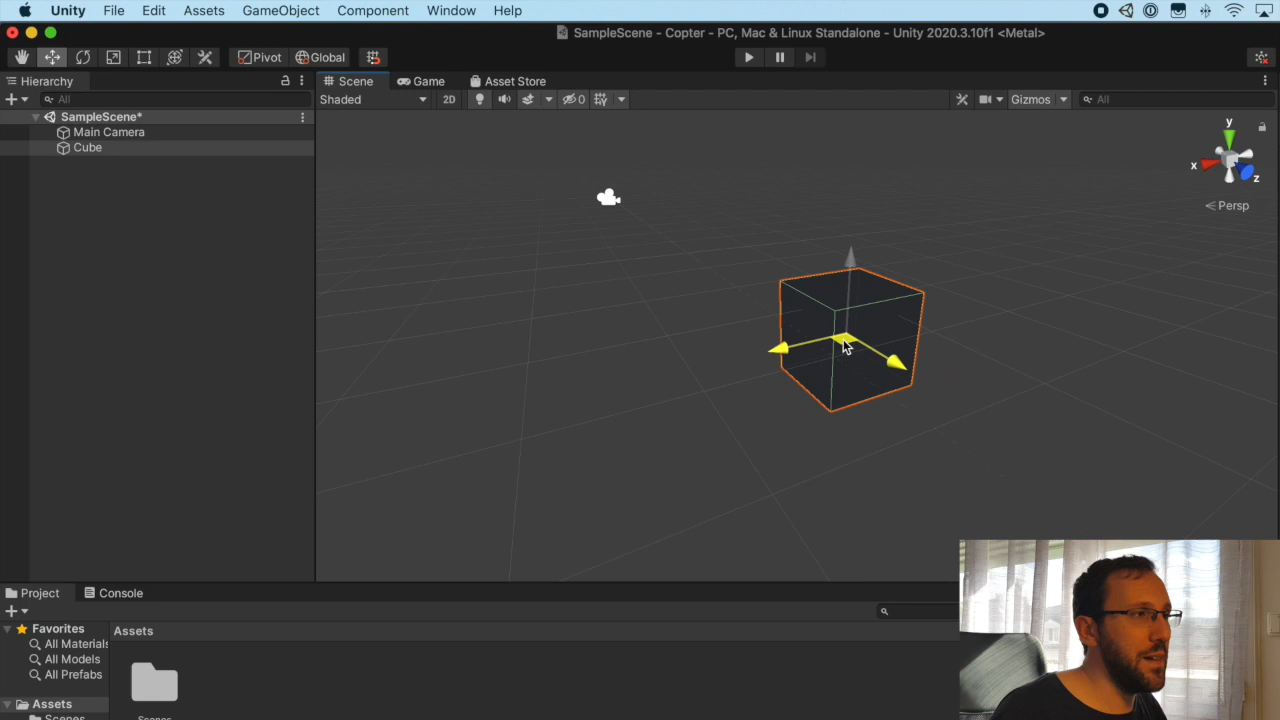 Unity File Edit Assets GameObject Component Window Help
SampleScene - Copter - PC, Mac & Linux Standalone - Unity 2020.3.10f1 <Metal>
Pivot Global
Hierarchy Scene Game Asset Store
All Shaded 2D 0 Gizmos All
SampleScene*
Main Camera
Cube
y
x
z
Persp
Project Console
Assets
Favorites
All Materials
All Models
All Prefabs
Assets
Scenes
Scenes